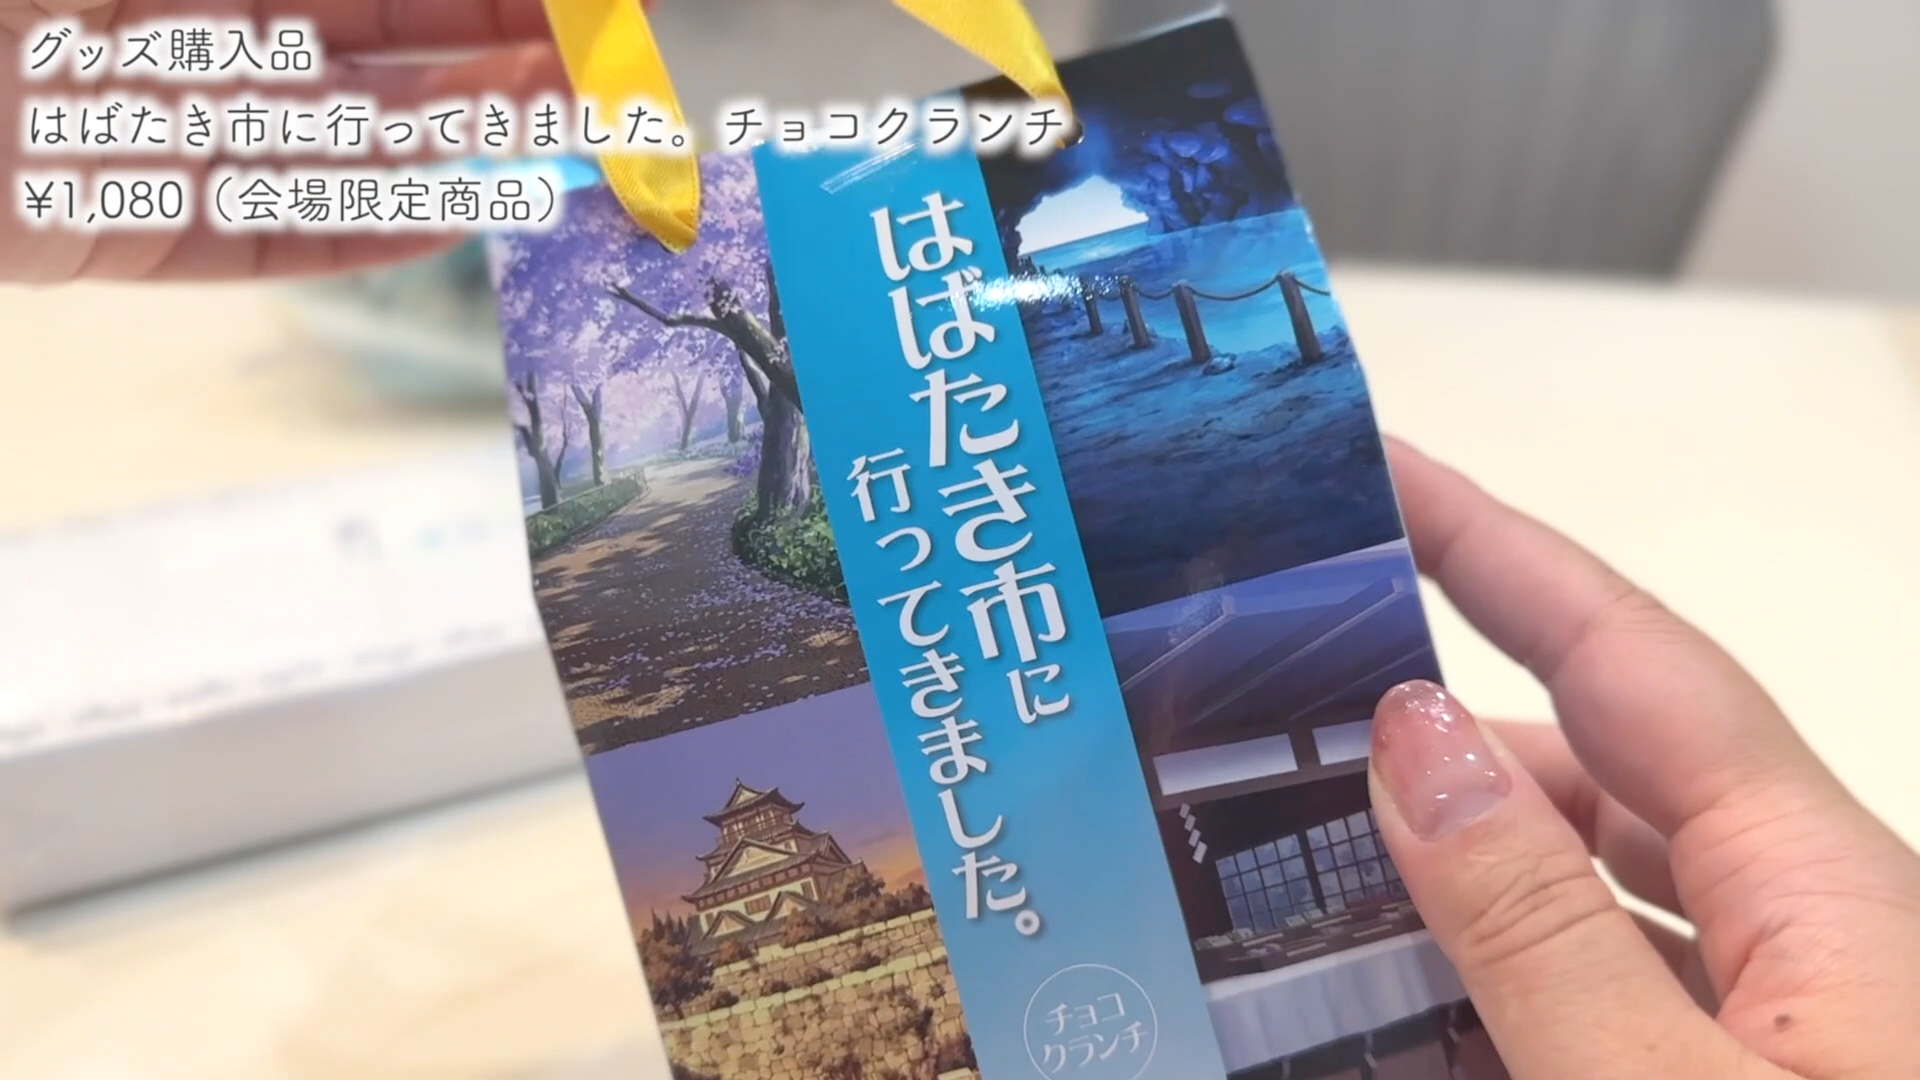 グッズ購入品
はばたき市に行ってきました。チョコクランチ
¥1,080（会場限定商品）
はばたき市に
行ってきました。
チョコ
クランチ